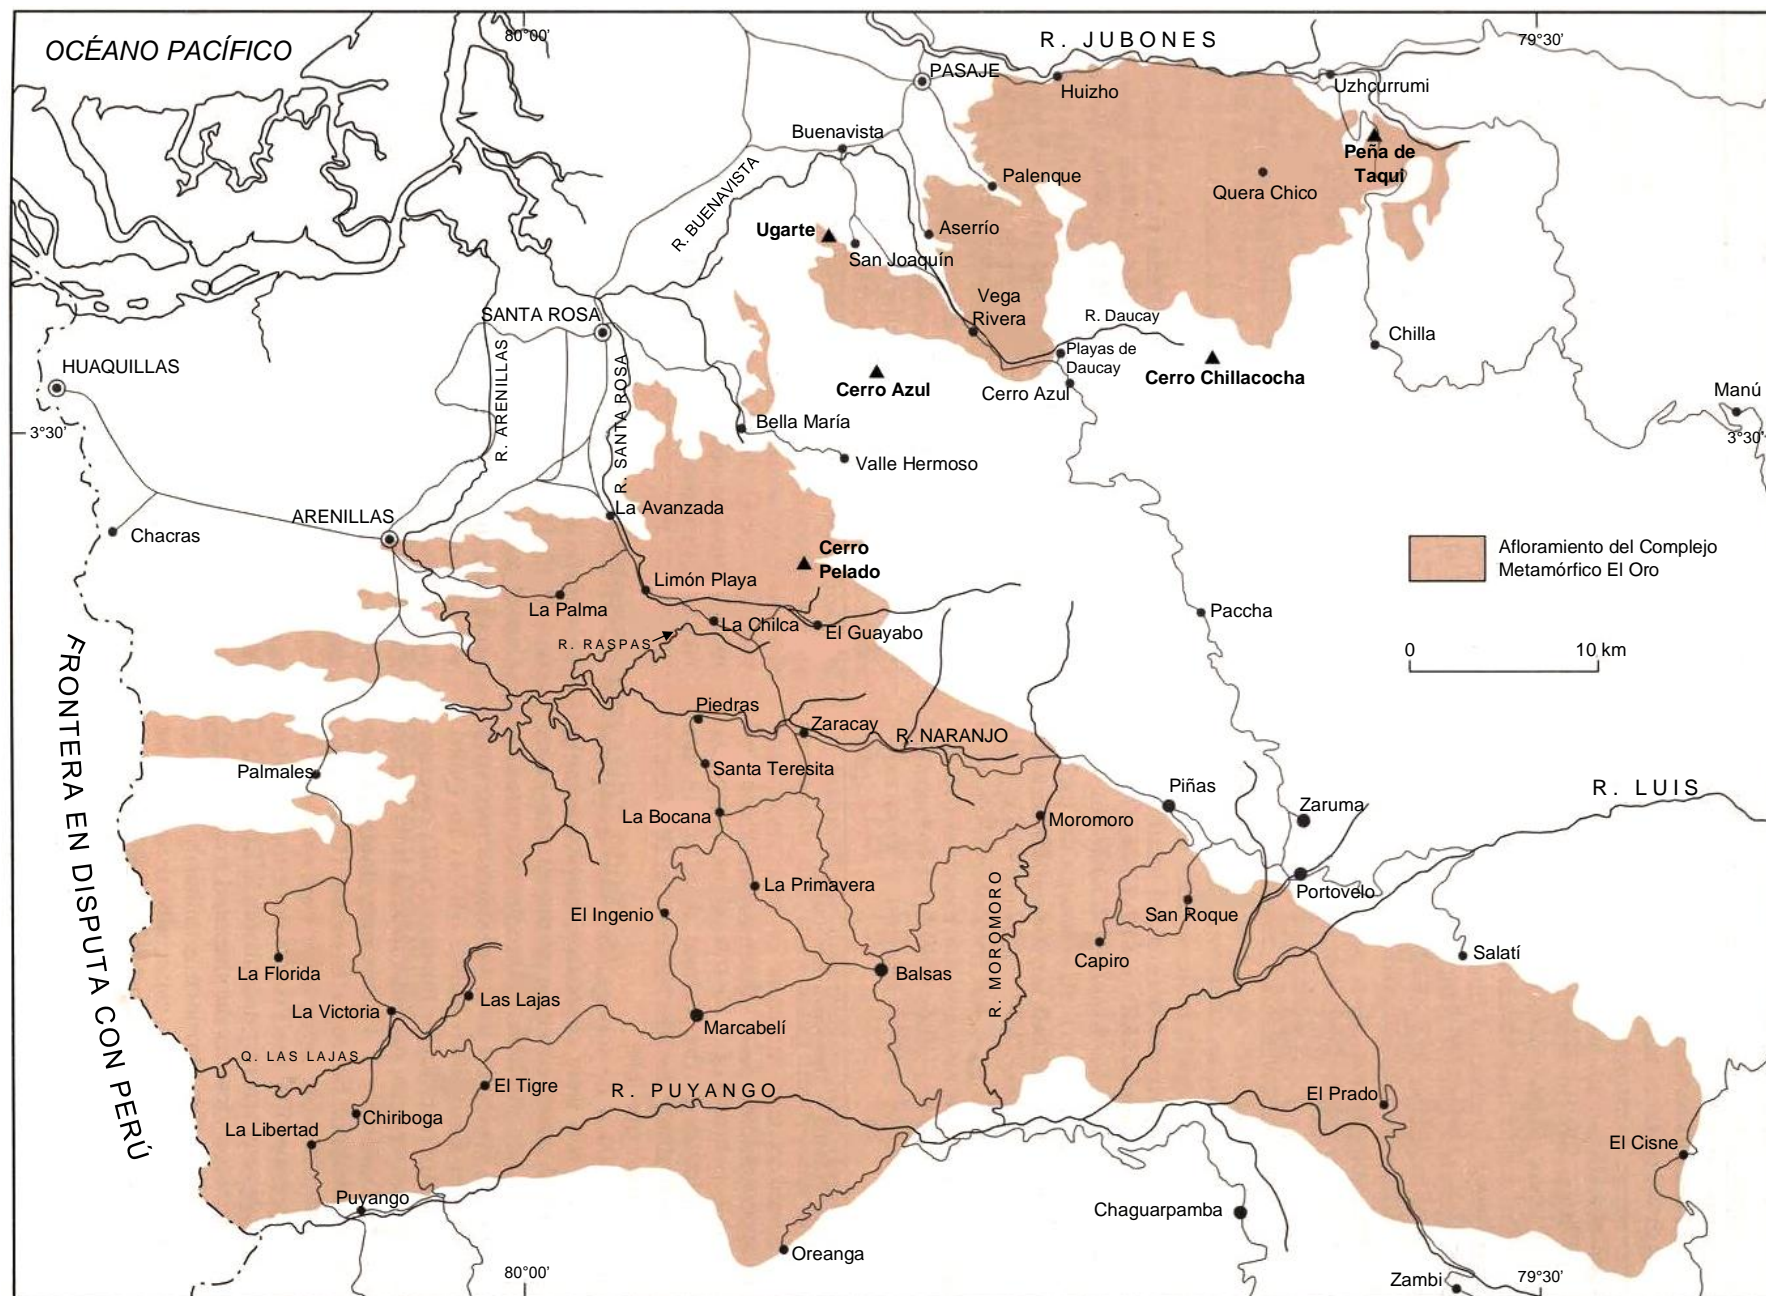 OCÉANO PACÍFICO
80°00'
R. JUBONES
79°30'
PASAJE
Huizho
Uzhcurrumi
Buenavista
Peña de
Taqui
Palenque
Quera Chico
R. BUENAVISTA
Ugarte
Aserrío
San Joaquín
Vega
Rivera
R. Daucay
SANTA ROSA
Playas de
Daucay
Chilla
HUAQUILLAS
R. ARENILLAS
R. SANTA ROSA
Cerro Azul
Cerro Azul
Cerro Chillacocha
Manú
3°30'
Bella María
3°30'
Valle Hermoso
La Avanzada
ARENILLAS
Chacras
Cerro
Pelado
Afloramiento del Complejo
Metamórfico El Oro
Limón Playa
La Palma
La Chilca
El Guayabo
Paccha
R. RASPAS
0
10 km
FRONTERA EN DISPUTA CON PERÚ
Piedras
Zaracay
R. NARANJO
Palmales
Santa Teresita
Piñas
R. LUIS
Zaruma
La Bocana
Moromoro
La Primavera
Portovelo
El Ingenio
San Roque
R. MOROMORO
La Florida
Balsas
Capiro
Salatí
Las Lajas
La Victoria
Marcabelí
Q. LAS LAJAS
El Tigre
R. PUYANGO
El Prado
Chiriboga
La Libertad
El Cisne
Puyango
Chaguarpamba
Oreanga
80°00'
Zambi
79°30'